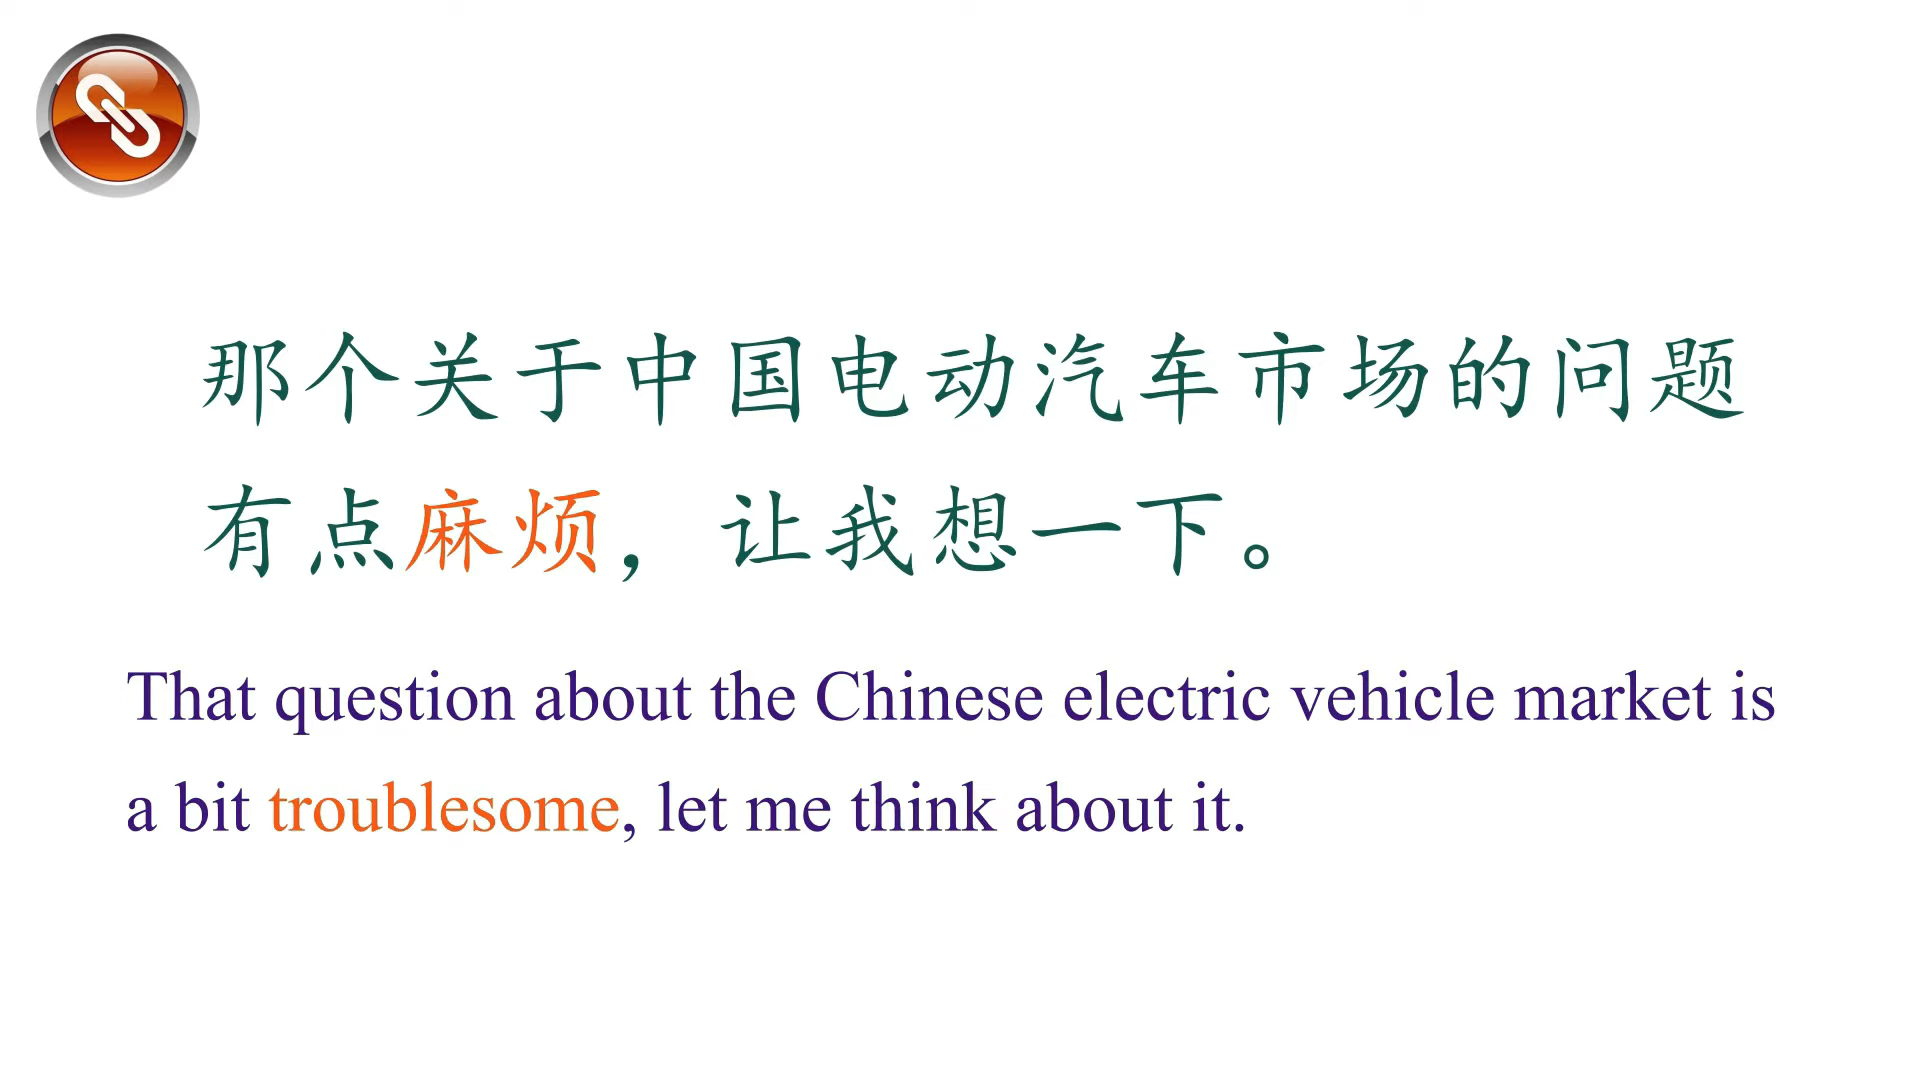 那个关于中国电动汽车市场的问题
有点麻烦，让我想一下。
That question about the Chinese electric vehicle market is
a bit troublesome, let me think about it.